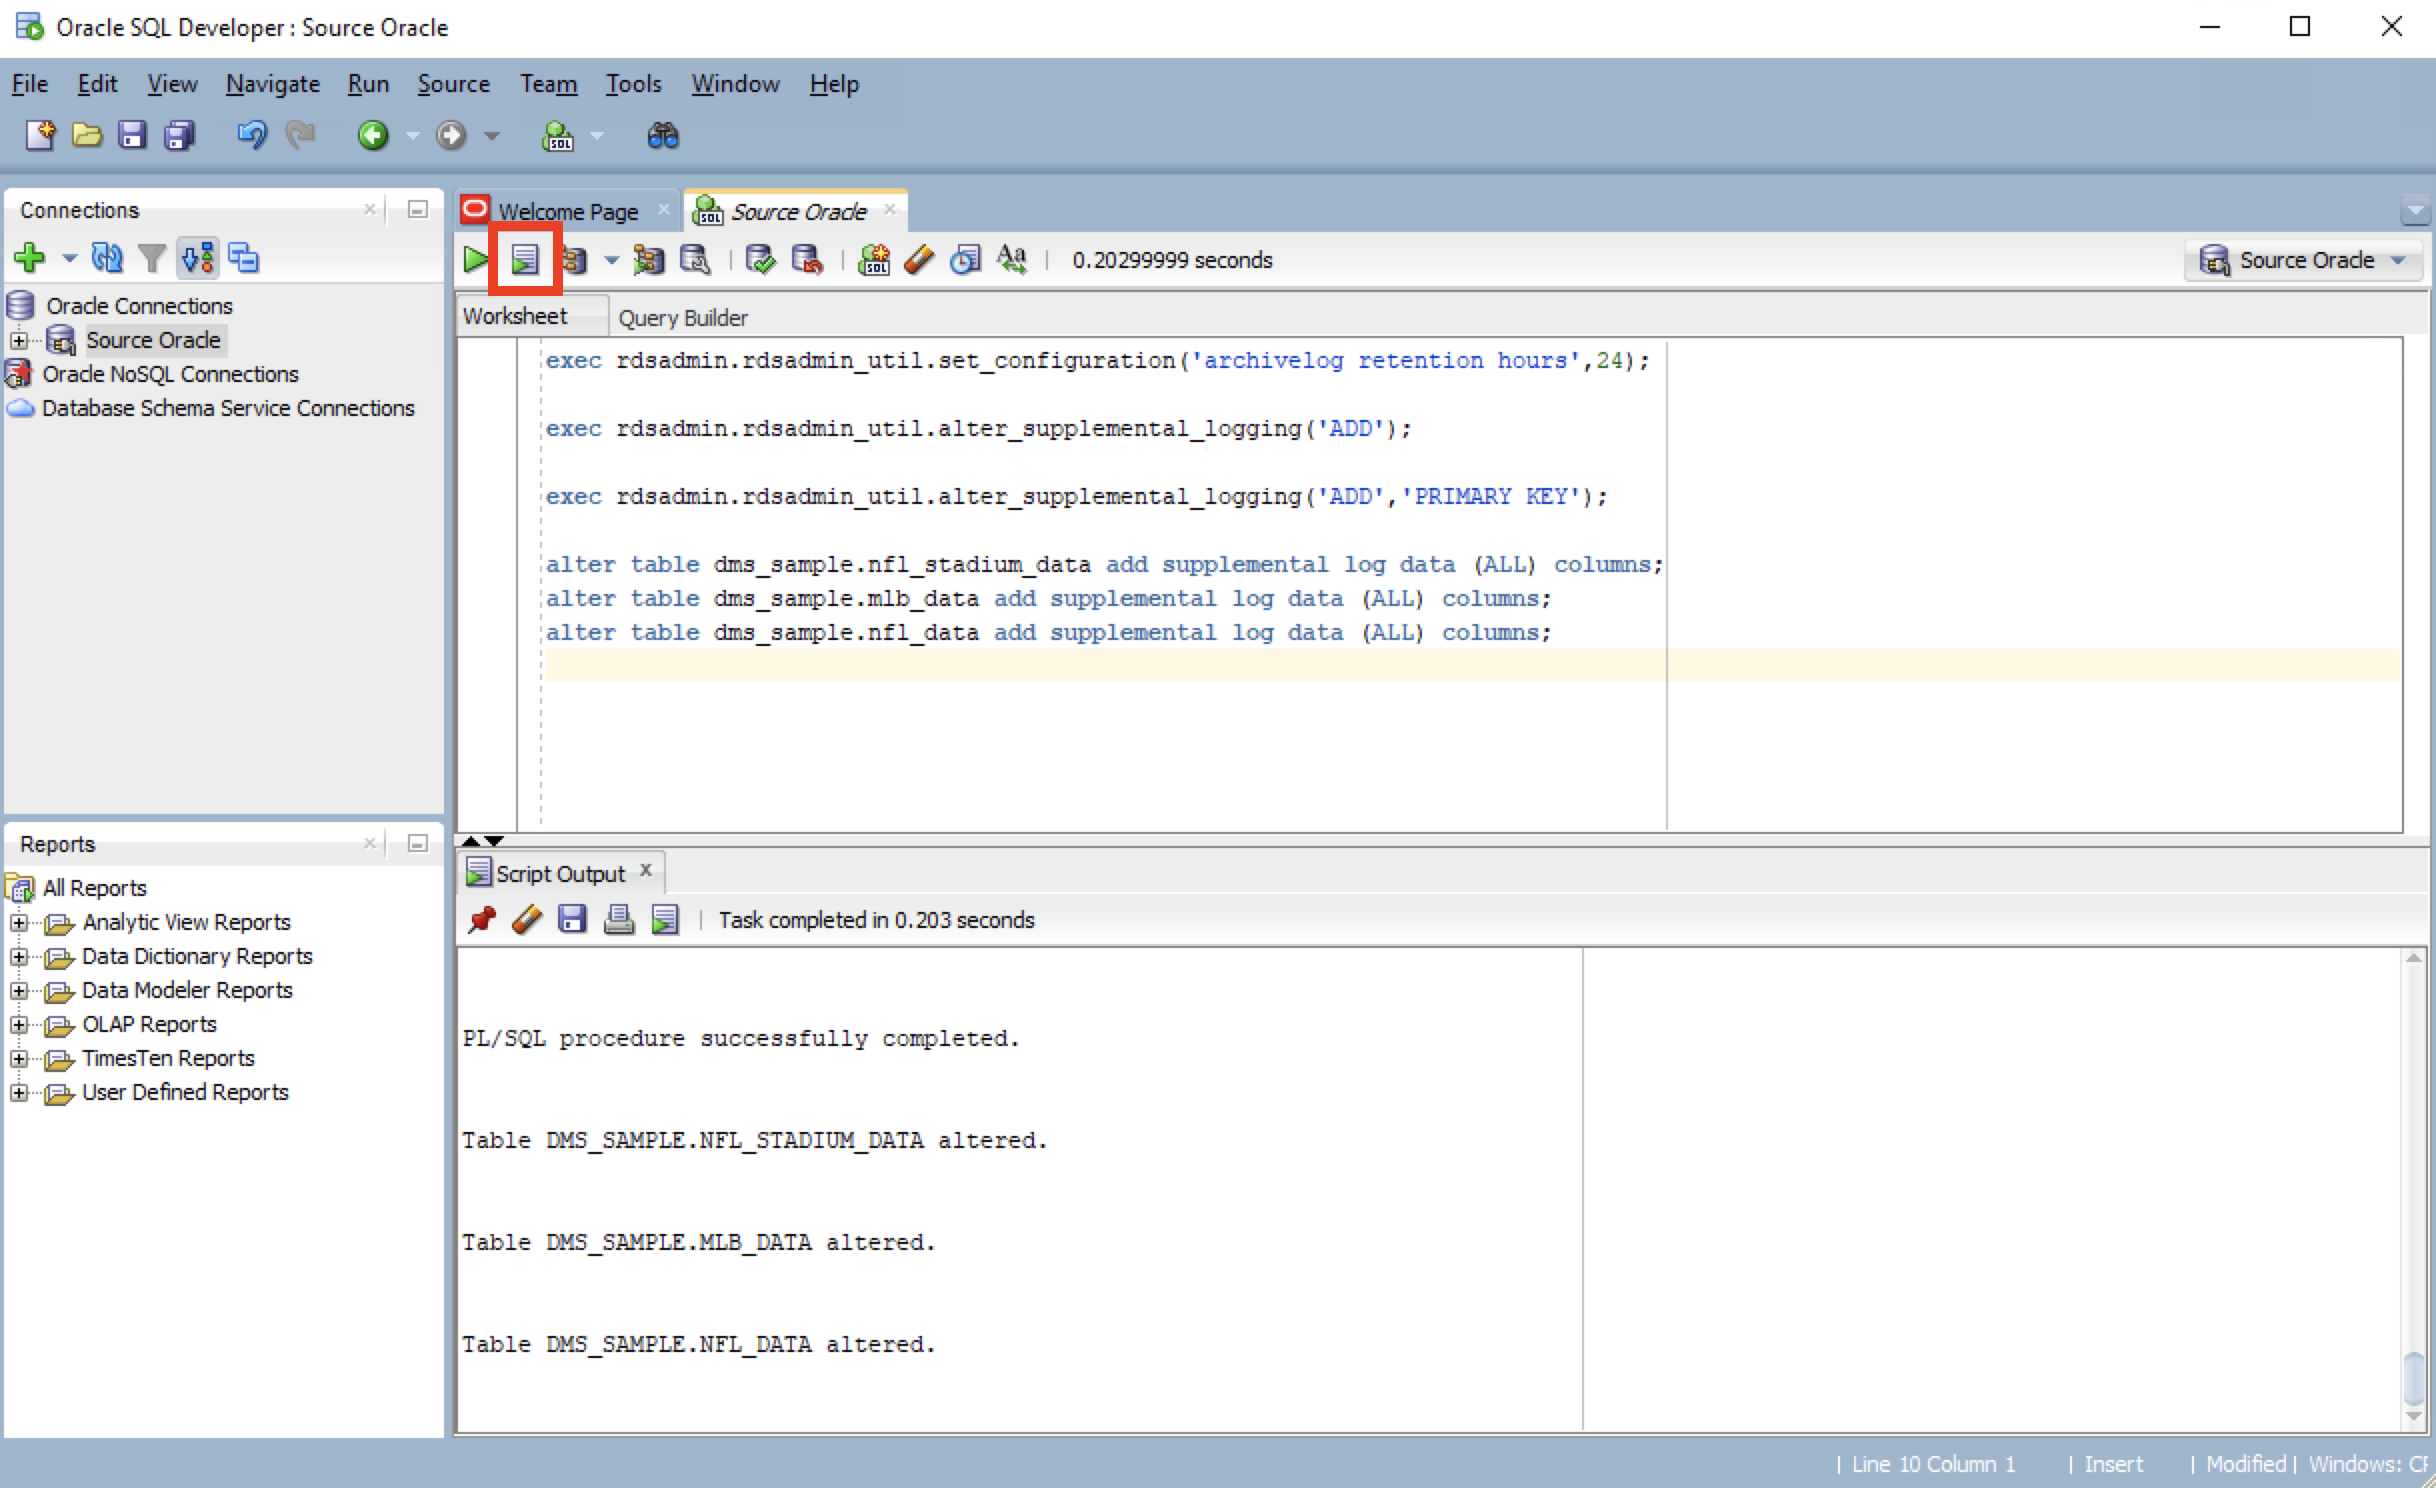 Oracle SQL Developer : Source Oracle
File Edit View Navigate Run Source Team Tools Window Help
SQL
Connections
Oracle Connections
Source Oracle
Oracle NoSQL Connections
Database Schema Service Connections
Reports
All Reports
Analytic View Reports
Data Dictionary Reports
Data Modeler Reports
OLAP Reports
TimesTen Reports
User Defined Reports
Welcome Page
SQL Source Oracle
SQL Aa 0.20299999 seconds
Source Oracle
Worksheet Query Builder
exec rdsadmin.rdsadmin_util.set_configuration('archivelog retention hours',24);
exec rdsadmin.rdsadmin_util.alter_supplemental_logging('ADD');
exec rdsadmin.rdsadmin_util.alter_supplemental_logging('ADD','PRIMARY KEY');
alter table dms_sample.nfl_stadium_data add supplemental log data (ALL) columns;
alter table dms_sample.mlb_data add supplemental log data (ALL) columns;
alter table dms_sample.nfl_data add supplemental log data (ALL) columns;
Script Output x
Task completed in 0.203 seconds
PL/SQL procedure successfully completed.
Table DMS_SAMPLE.NFL_STADIUM_DATA altered.
Table DMS_SAMPLE.MLB_DATA altered.
Table DMS_SAMPLE.NFL_DATA altered.
| Line 10 Column 1 | Insert | Modified | Windows: